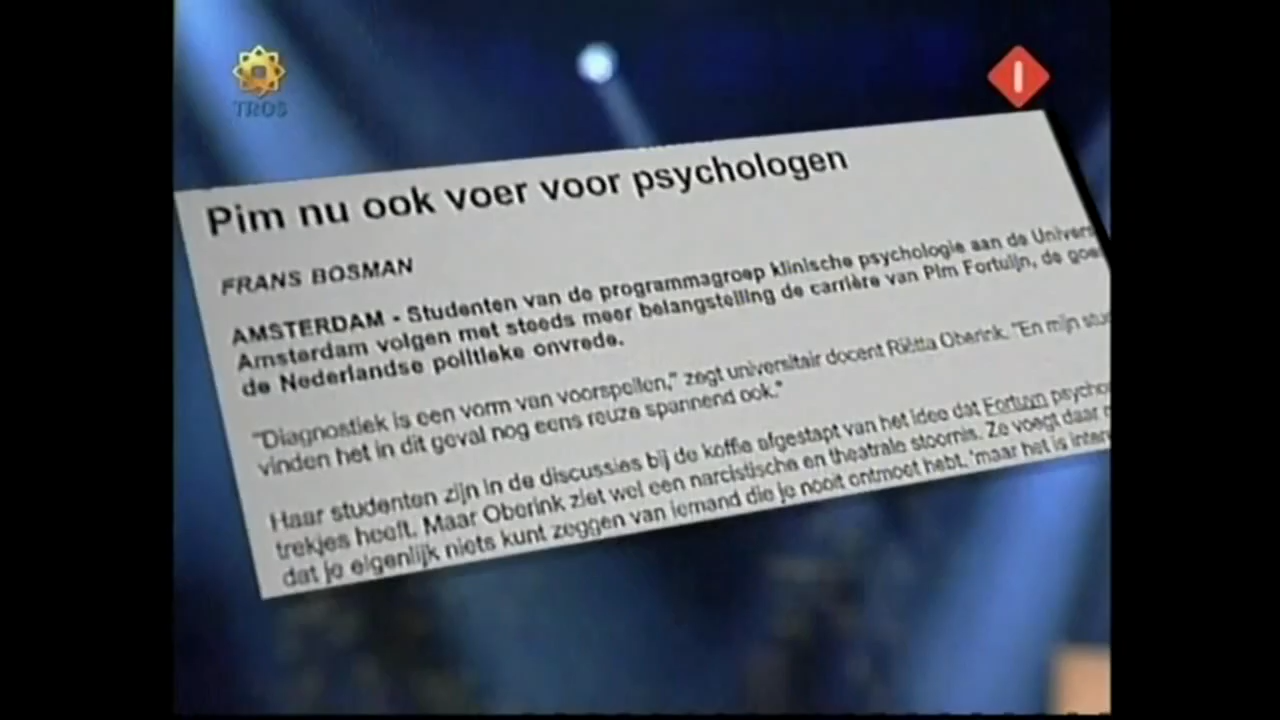 TROS
Pim nu ook voer voor psychologen
FRANS BOSMAN
AMSTERDAM - Studenten van de programmagroep klinische psychologie aan de Univers
Amsterdam volgen met steeds meer belangstelling de carrière van Pim Fortuijn, de goe
de Nederlandse politieke onvrede.
"Diagnostiek is een vorm van voorspellen," zegt universitair docent Riëtta Oberink. "En mijn stu
vinden het in dit geval nog eens reuze spannend ook."
Haar studenten zijn in de discussies bij de koffie afgestapt van het idee dat Fortuyn psycho
trekjes heeft. Maar Oberink ziet wel een narcistische en theatrale stoornis. Ze voegt daar
dat je eigenlijk niets kunt zeggen van iemand die je nooit ontmoet hebt, 'maar het is inter